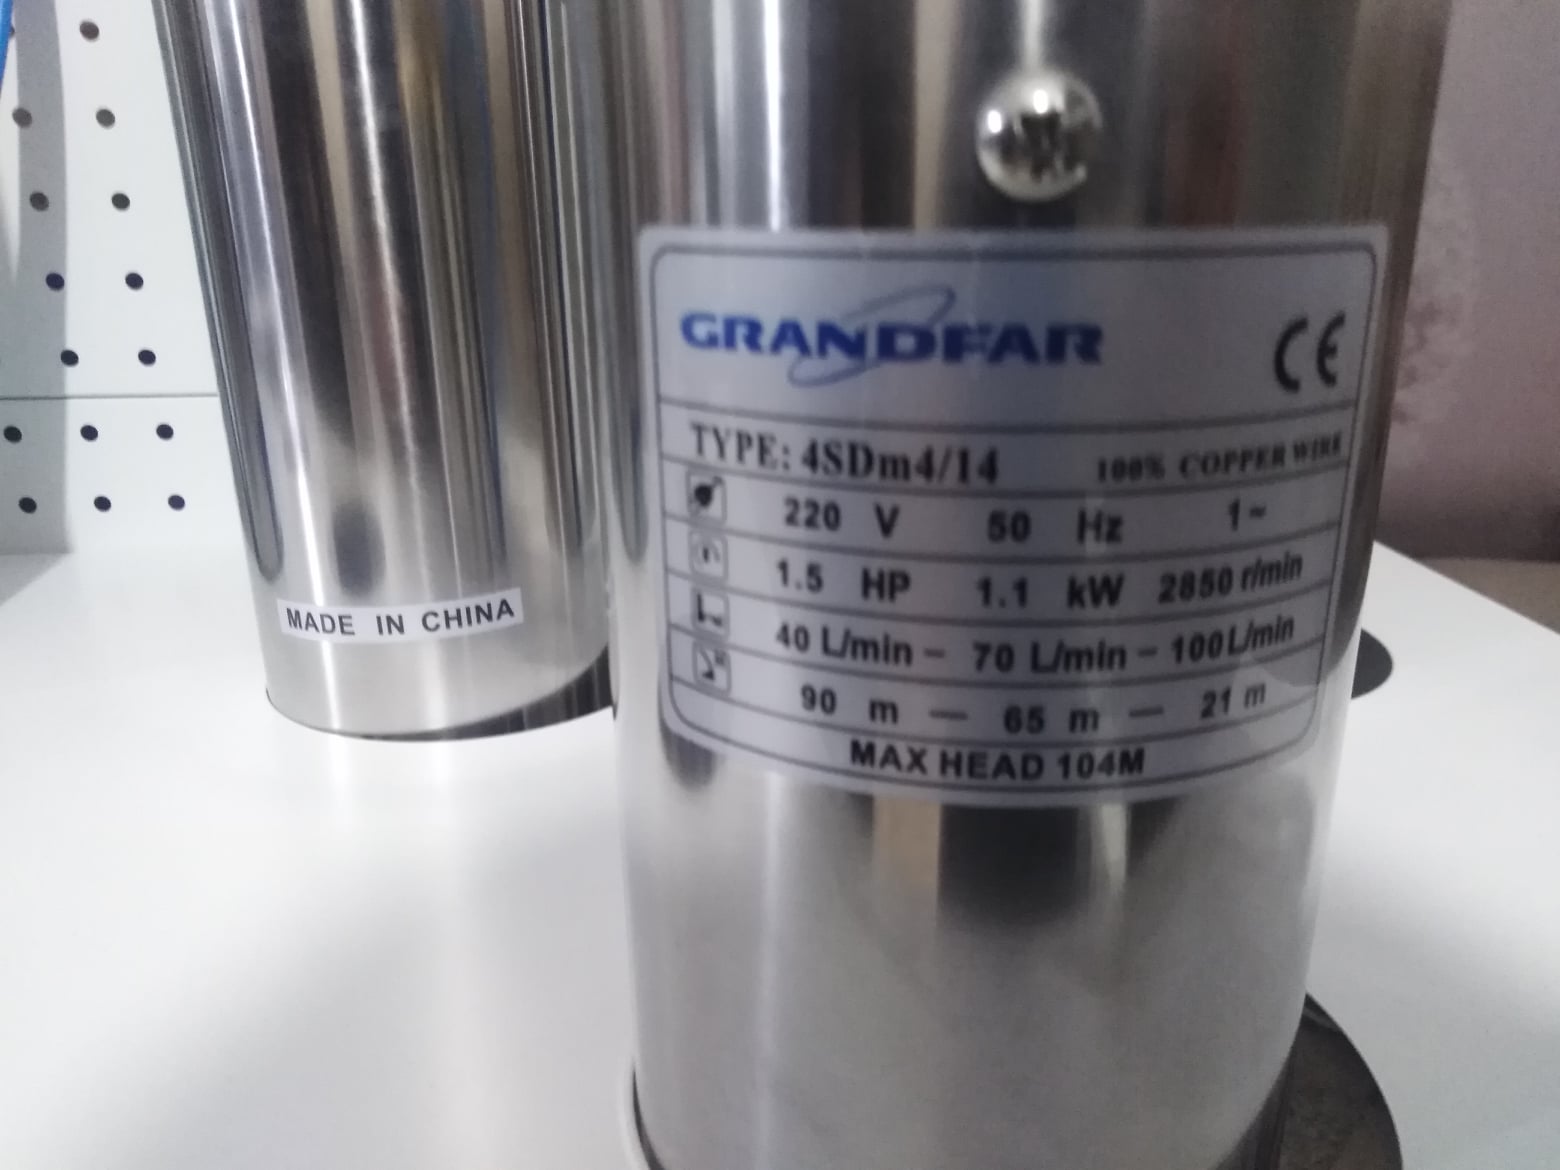 GRANDFAR CE
TYPE: 4SDm4/14 100% COPPER WIRE
220 V 50 Hz 1~
1.5 HP 1.1 kW 2850 r/min
40 L/min – 70 L/min – 100L/min
90 m — 65 m — 21 m
MAX HEAD 104M
MADE IN CHINA